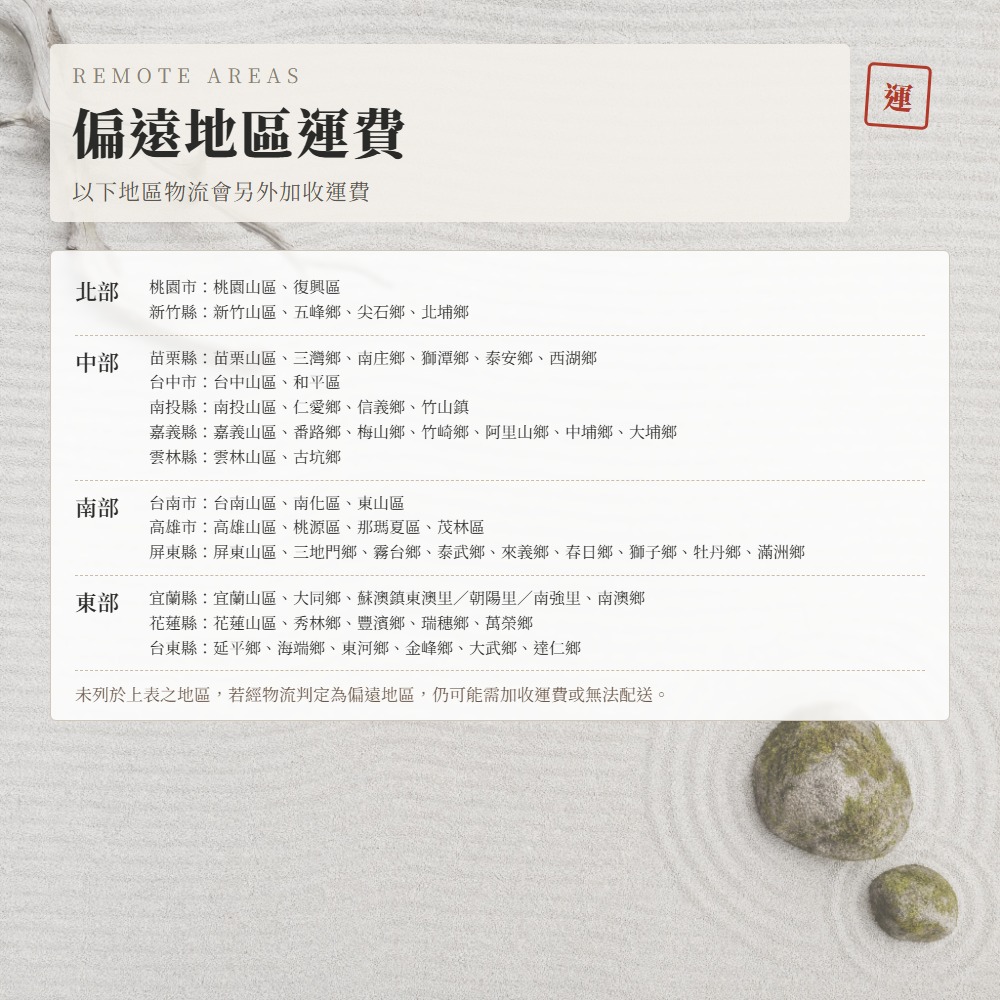 REMOTE AREAS
偏遠地區運費
以下地區物流會另外加收運費
運
北部
桃園市：桃園山區、復興區
新竹縣：新竹山區、五峰鄉、尖石鄉、北埔鄉
中部
苗栗縣：苗栗山區、三灣鄉、南庄鄉、獅潭鄉、泰安鄉、西湖鄉
台中市：台中山區、和平區
南投縣：南投山區、仁愛鄉、信義鄉、竹山鎮
嘉義縣：嘉義山區、番路鄉、梅山鄉、竹崎鄉、阿里山鄉、中埔鄉、大埔鄉
雲林縣：雲林山區、古坑鄉
南部
台南市：台南山區、南化區、東山區
高雄市：高雄山區、桃源區、那瑪夏區、茂林區
屏東縣：屏東山區、三地門鄉、霧台鄉、泰武鄉、來義鄉、春日鄉、獅子鄉、牡丹鄉、滿洲鄉
東部
宜蘭縣：宜蘭山區、大同鄉、蘇澳鎮東澳里／朝陽里／南強里、南澳鄉
花蓮縣：花蓮山區、秀林鄉、豐濱鄉、瑞穗鄉、萬榮鄉
台東縣：延平鄉、海端鄉、東河鄉、金峰鄉、大武鄉、達仁鄉
未列於上表之地區，若經物流判定為偏遠地區，仍可能需加收運費或無法配送。